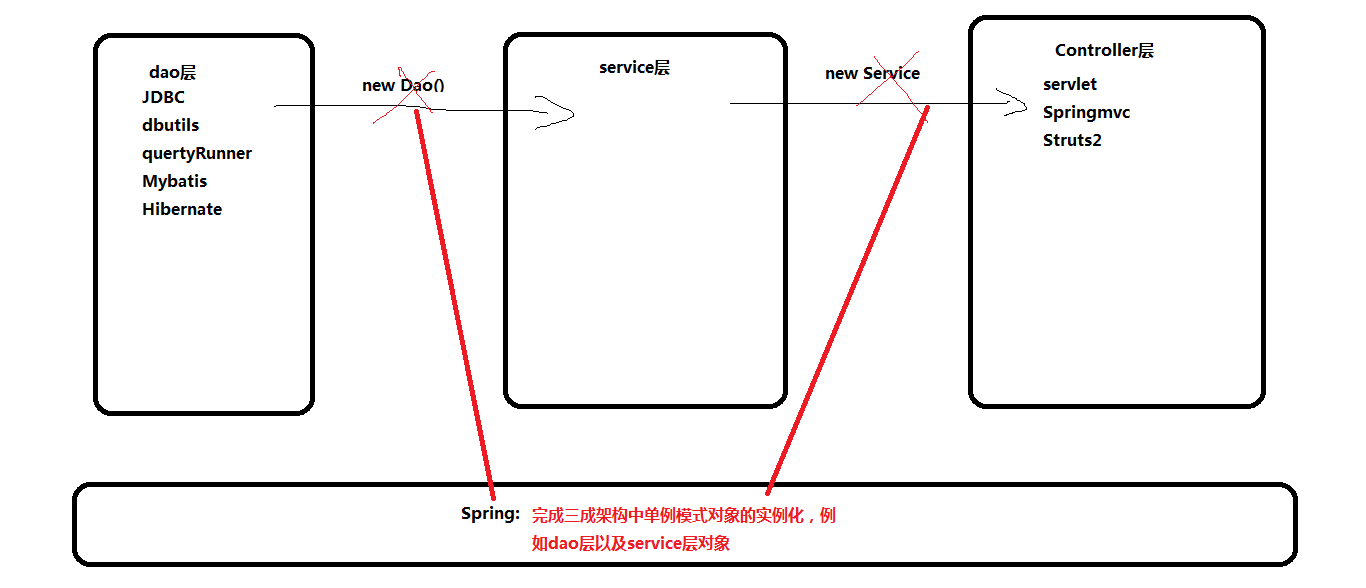 dao层
JDBC
dbutils
quertyRunner
Mybatis
Hibernate
new Dao()
service层
new Service
Controller层
servlet
Springmvc
Struts2
Spring: 完成三成架构中单例模式对象的实例化，例
如dao层以及service层对象